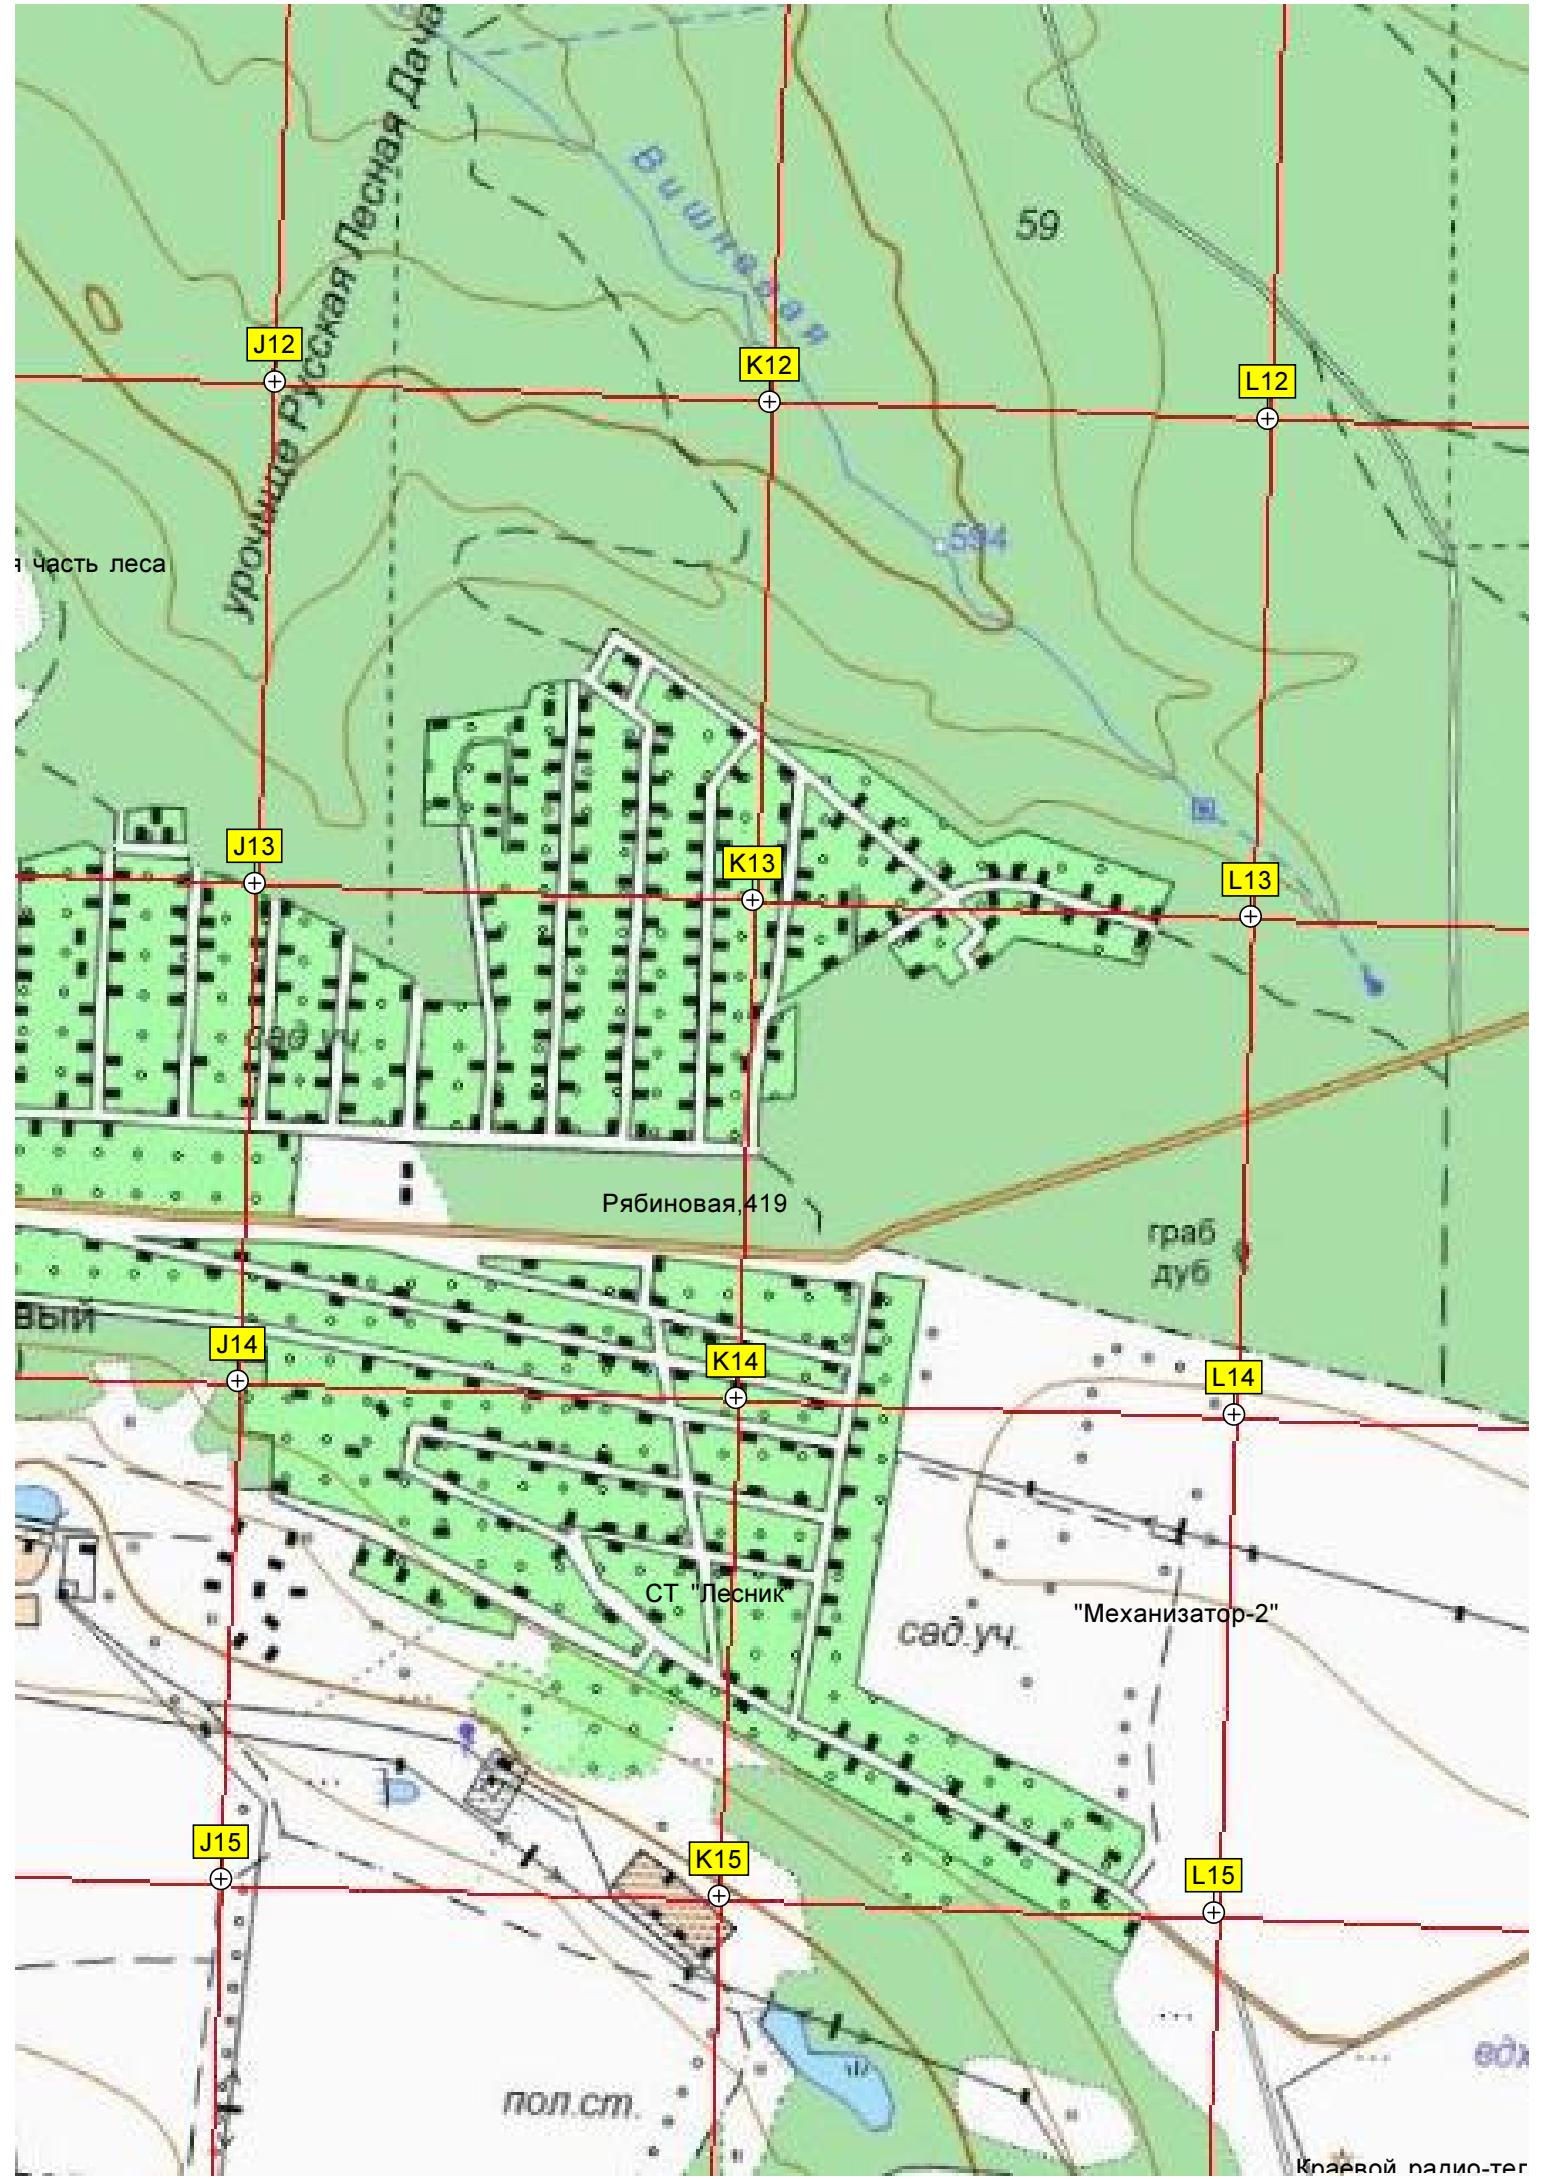 урочище Русская Лесная Дача
Вишневая
59
J12
K12
L12
594
я часть леса
J13
K13
L13
сад.уч.
Рябиновая,419
граб
дуб
вый
J14
K14
L14
СТ "Лесник"
"Механизатор-2"
сад.уч.
J15
K15
L15
пол.ст.
Краевой радио-тел